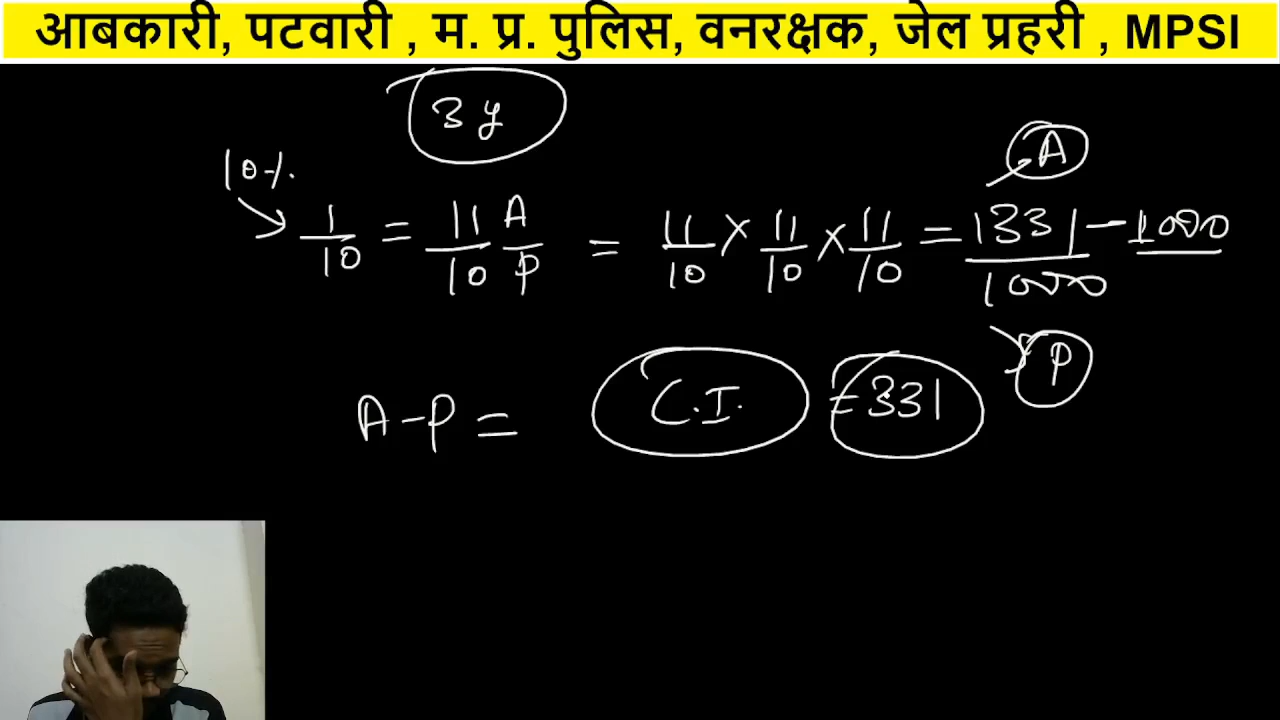 आबकारी, पटवारी , म. प्र. पुलिस, वनरक्षक, जेल प्रहरी , MPSI
3 y
10%
A
1/10 = 11/10 A/P = 11/10 × 11/10 × 11/10 = 1331/1000 - 1000
P
A - P = C.I. = 331